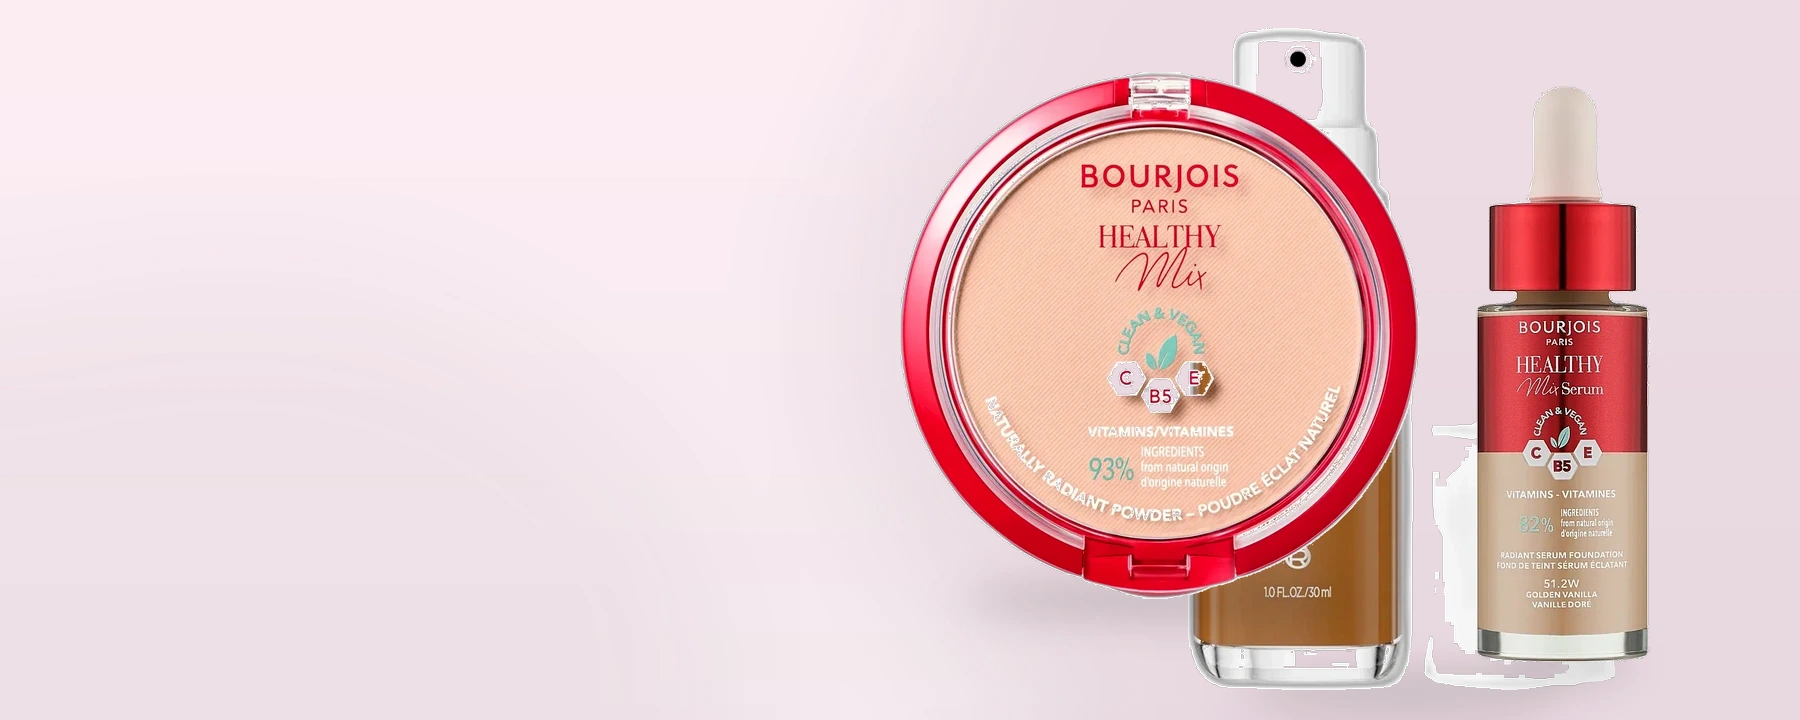 BOURJOIS
PARIS
HEALTHY
Mix
CLEAN & VEGAN
C
B5
E
VITAMINS/VITAMINES
93%
INGREDIENTS
from natural origin
d'origine naturelle
NATURALLY RADIANT POWDER – POUDRE ÉCLAT NATUREL
1.0 FL.OZ./30 ml
BOURJOIS
PARIS
HEALTHY
Mix Serum
CLEAN & VEGAN
C
B5
E
VITAMINS - VITAMINES
82%
INGREDIENTS
from natural origin
d'origine naturelle
RADIANT SERUM FOUNDATION
FOND DE TEINT SÉRUM ÉCLATANT
51.2W
GOLDEN VANILLA
VANILLE DORÉ